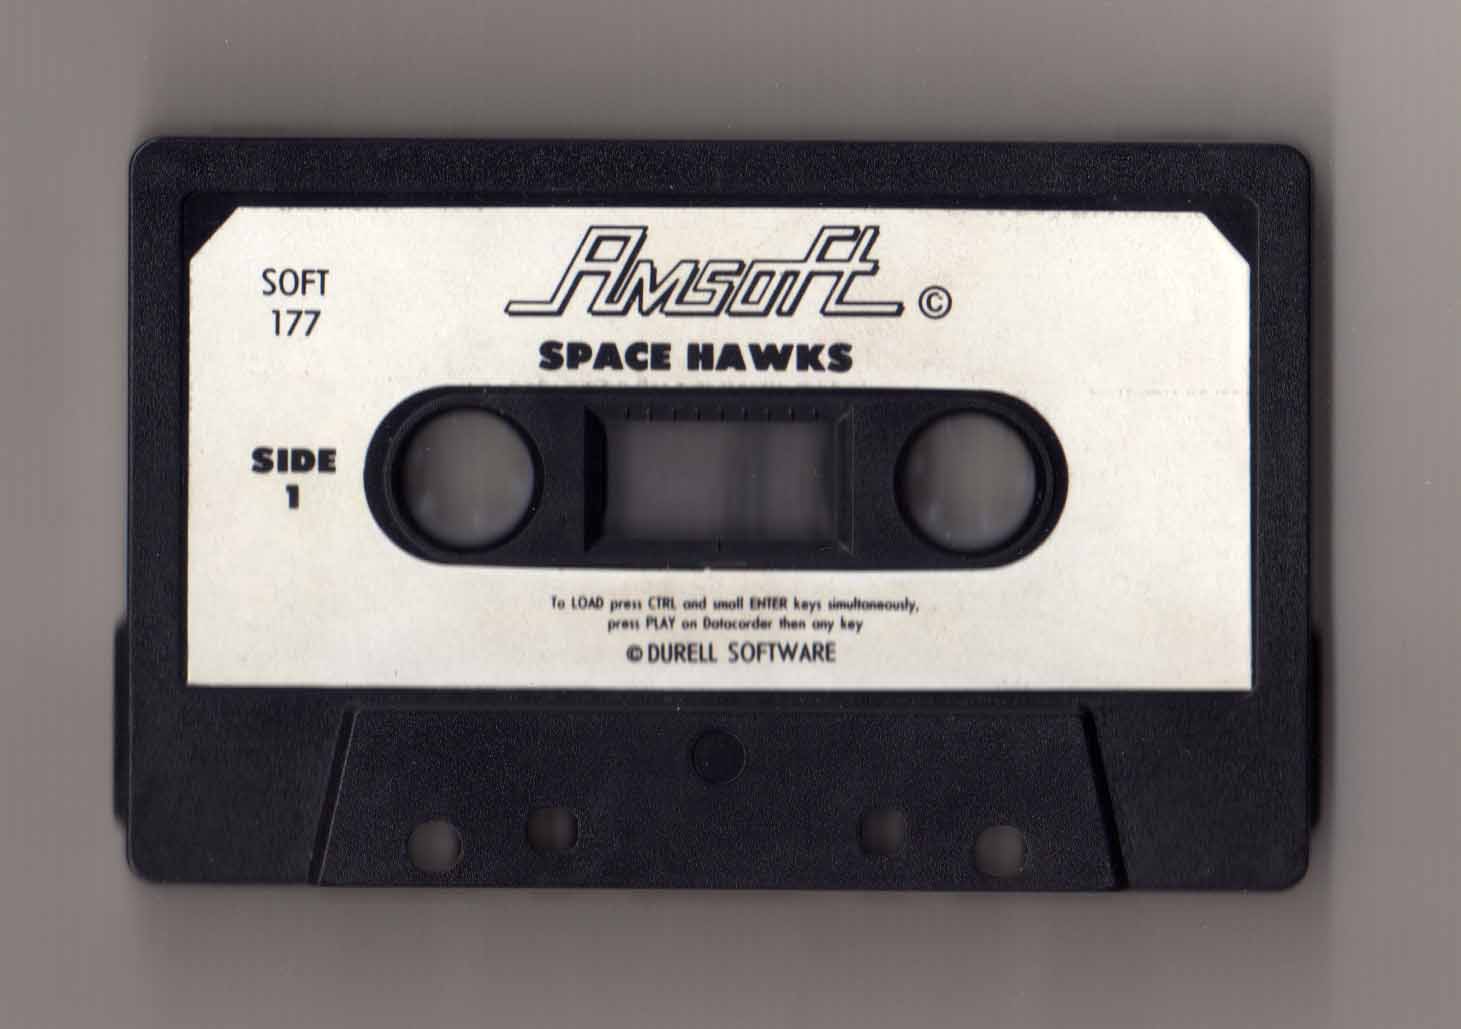 Amsoft ©
SOFT
177
SPACE HAWKS
SIDE
1
To LOAD press CTRL and small ENTER keys simultaneously,
press PLAY on Datacorder then any key
© DURELL SOFTWARE